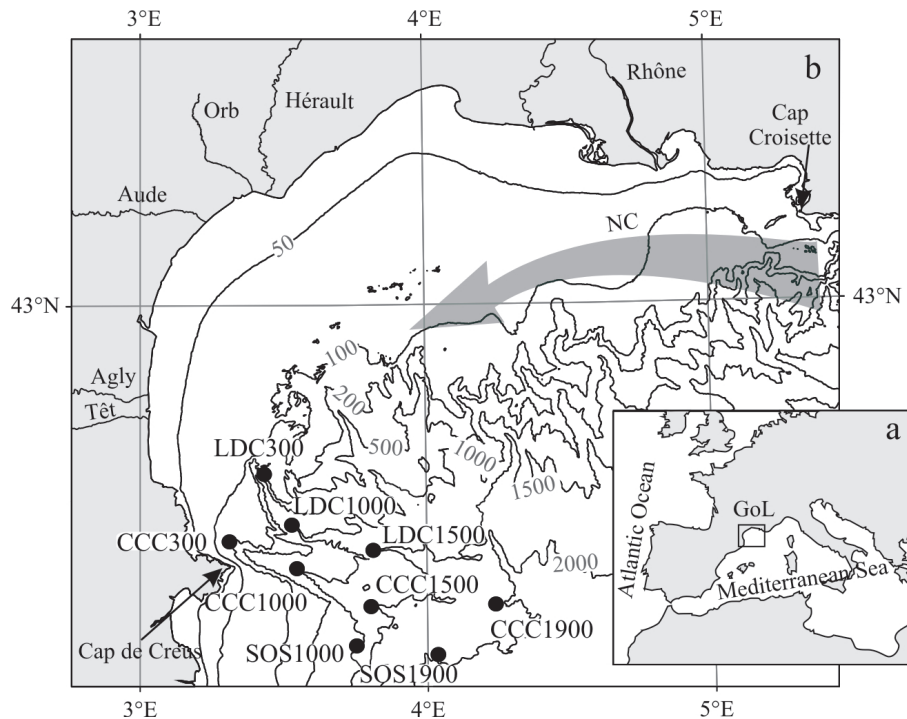 3°E 4°E 5°E
b
Rhône
Orb
Hérault
Cap
Croisette
Aude
50
NC
43°N
43°N
100
Agly
200
Têt
500
1000
a
LDC300
1500
GoL
LDC1000
Atlantic Ocean
CCC300
LDC1500
2000
CCC1500
Mediterranean Sea
CCC1000
CCC1900
Cap de Creus
SOS1000
SOS1900
3°E 4°E 5°E